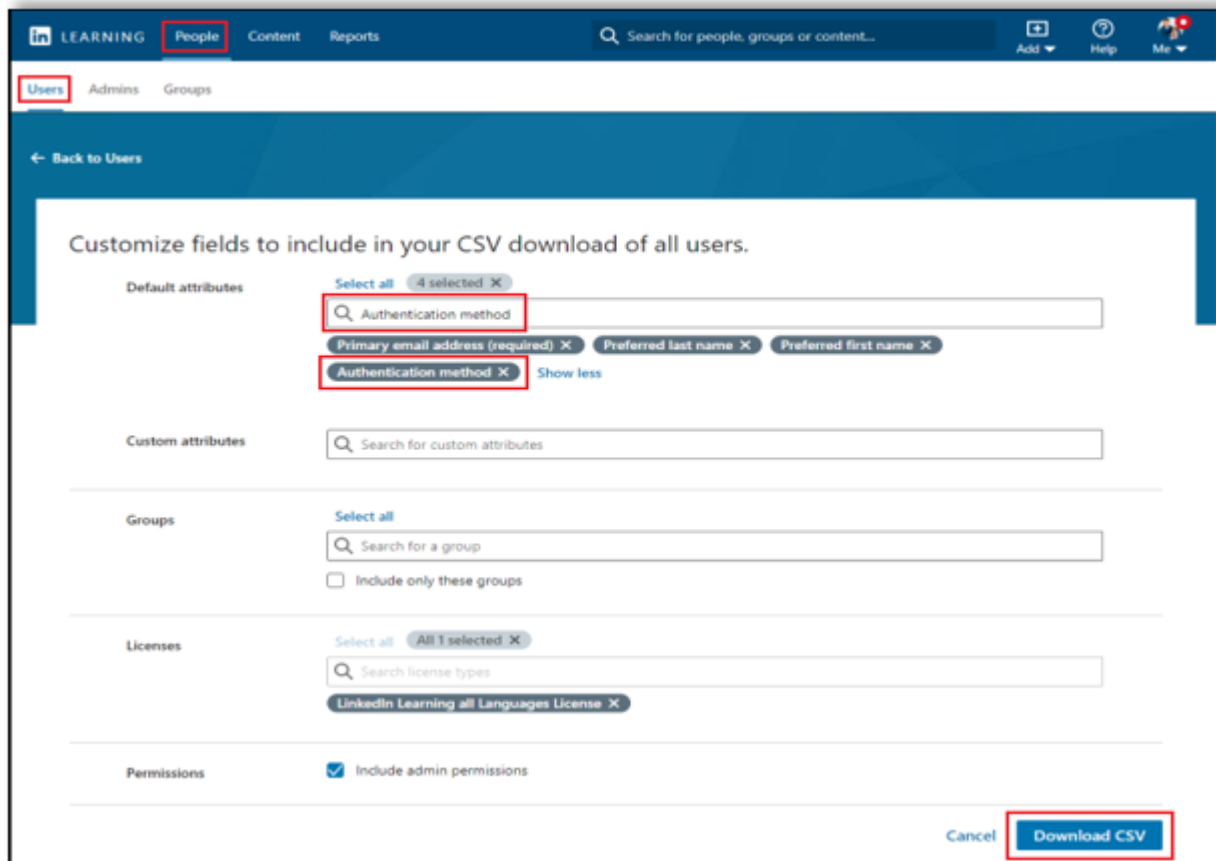 in LEARNING People Content Reports Search for people, groups or content... Add Help Me
Users Admins Groups
← Back to Users
Customize fields to include in your CSV download of all users.
Default attributes Select all 4 selected ×
Authentication method
Primary email address (required) × Preferred last name × Preferred first name ×
Authentication method × Show less
Custom attributes Search for custom attributes
Groups Select all
Search for a group
Include only these groups
Licenses Select all All 1 selected ×
Search license types
LinkedIn Learning all Languages License ×
Permissions Include admin permissions
Cancel Download CSV